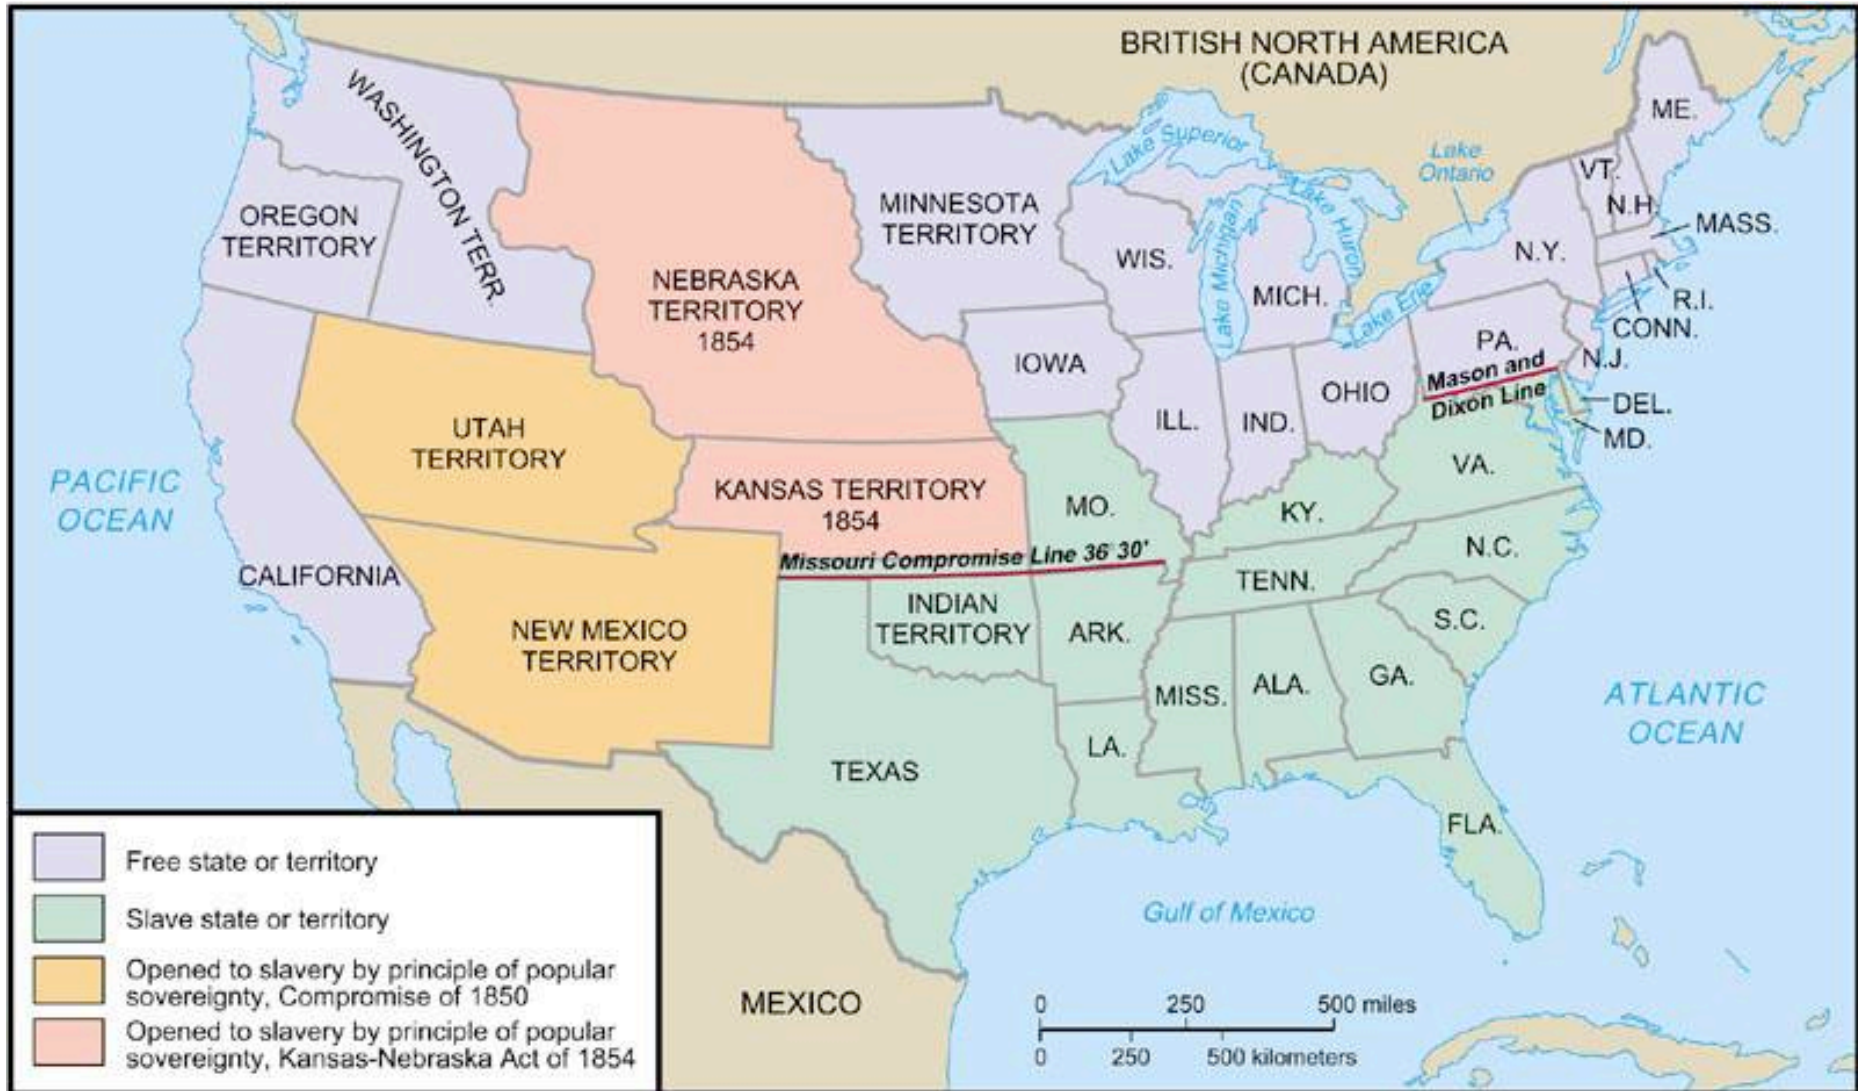 BRITISH NORTH AMERICA
(CANADA)
WASHINGTON TERR.
OREGON
TERRITORY
NEBRASKA
TERRITORY
1854
MINNESOTA
TERRITORY
Lake Superior
Lake Michigan
Lake Huron
Lake
Ontario
Lake Erie
ME.
VT.
N.H.
MASS.
N.Y.
R.I.
CONN.
WIS.
MICH.
IOWA
PA.
N.J.
Mason and
Dixon Line
DEL.
MD.
ILL.
IND.
OHIO
UTAH
TERRITORY
KANSAS TERRITORY
1854
MO.
KY.
VA.
PACIFIC
OCEAN
CALIFORNIA
Missouri Compromise Line 36°30'
N.C.
TENN.
NEW MEXICO
TERRITORY
INDIAN
TERRITORY
ARK.
S.C.
MISS.
ALA.
GA.
ATLANTIC
OCEAN
TEXAS
LA.
FLA.
Gulf of Mexico
MEXICO
Free state or territory
Slave state or territory
Opened to slavery by principle of popular
sovereignty, Compromise of 1850
Opened to slavery by principle of popular
sovereignty, Kansas-Nebraska Act of 1854
0 250 500 miles
0 250 500 kilometers